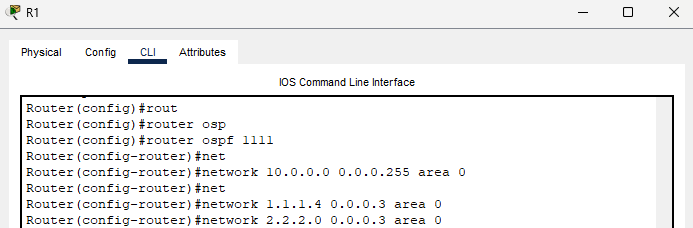 R1
Physical Config CLI Attributes
IOS Command Line Interface
Router(config)#rout
Router(config)#router osp
Router(config)#router ospf 1111
Router(config-router)#net
Router(config-router)#network 10.0.0.0 0.0.0.255 area 0
Router(config-router)#net
Router(config-router)#network 1.1.1.4 0.0.0.3 area 0
Router(config-router)#network 2.2.2.0 0.0.0.3 area 0